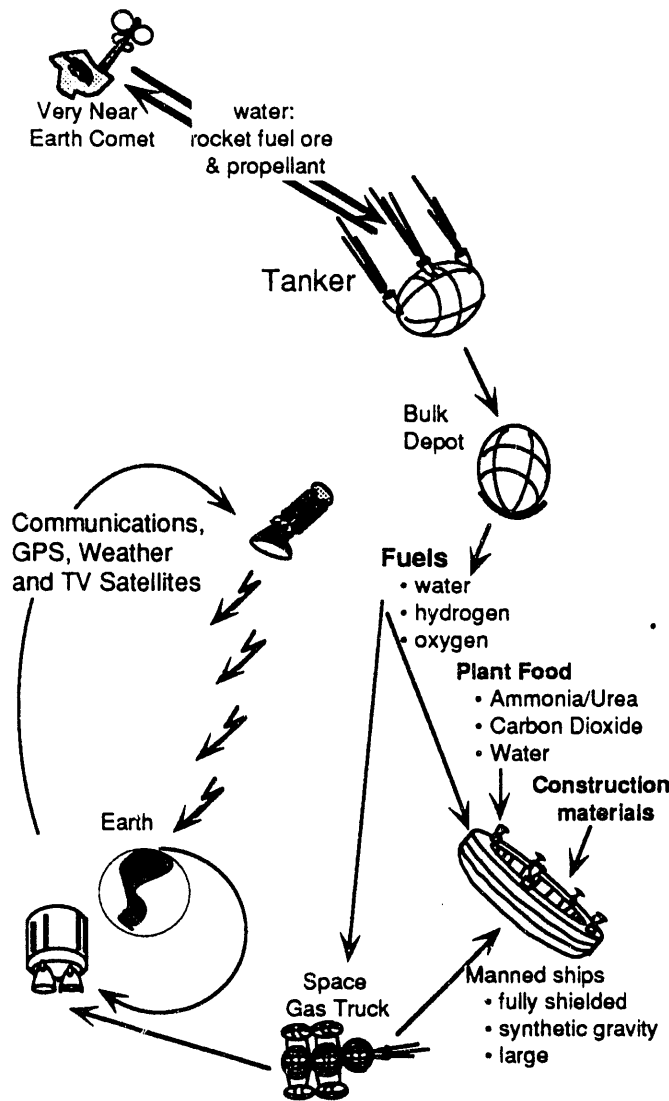 Very Near
Earth Comet
water:
rocket fuel ore
& propellant
Tanker
Bulk
Depot
Communications,
GPS, Weather
and TV Satellites
Fuels
• water
• hydrogen
• oxygen
Plant Food
• Ammonia/Urea
• Carbon Dioxide
• Water
Construction
materials
Earth
Space
Gas Truck
Manned ships
• fully shielded
• synthetic gravity
• large